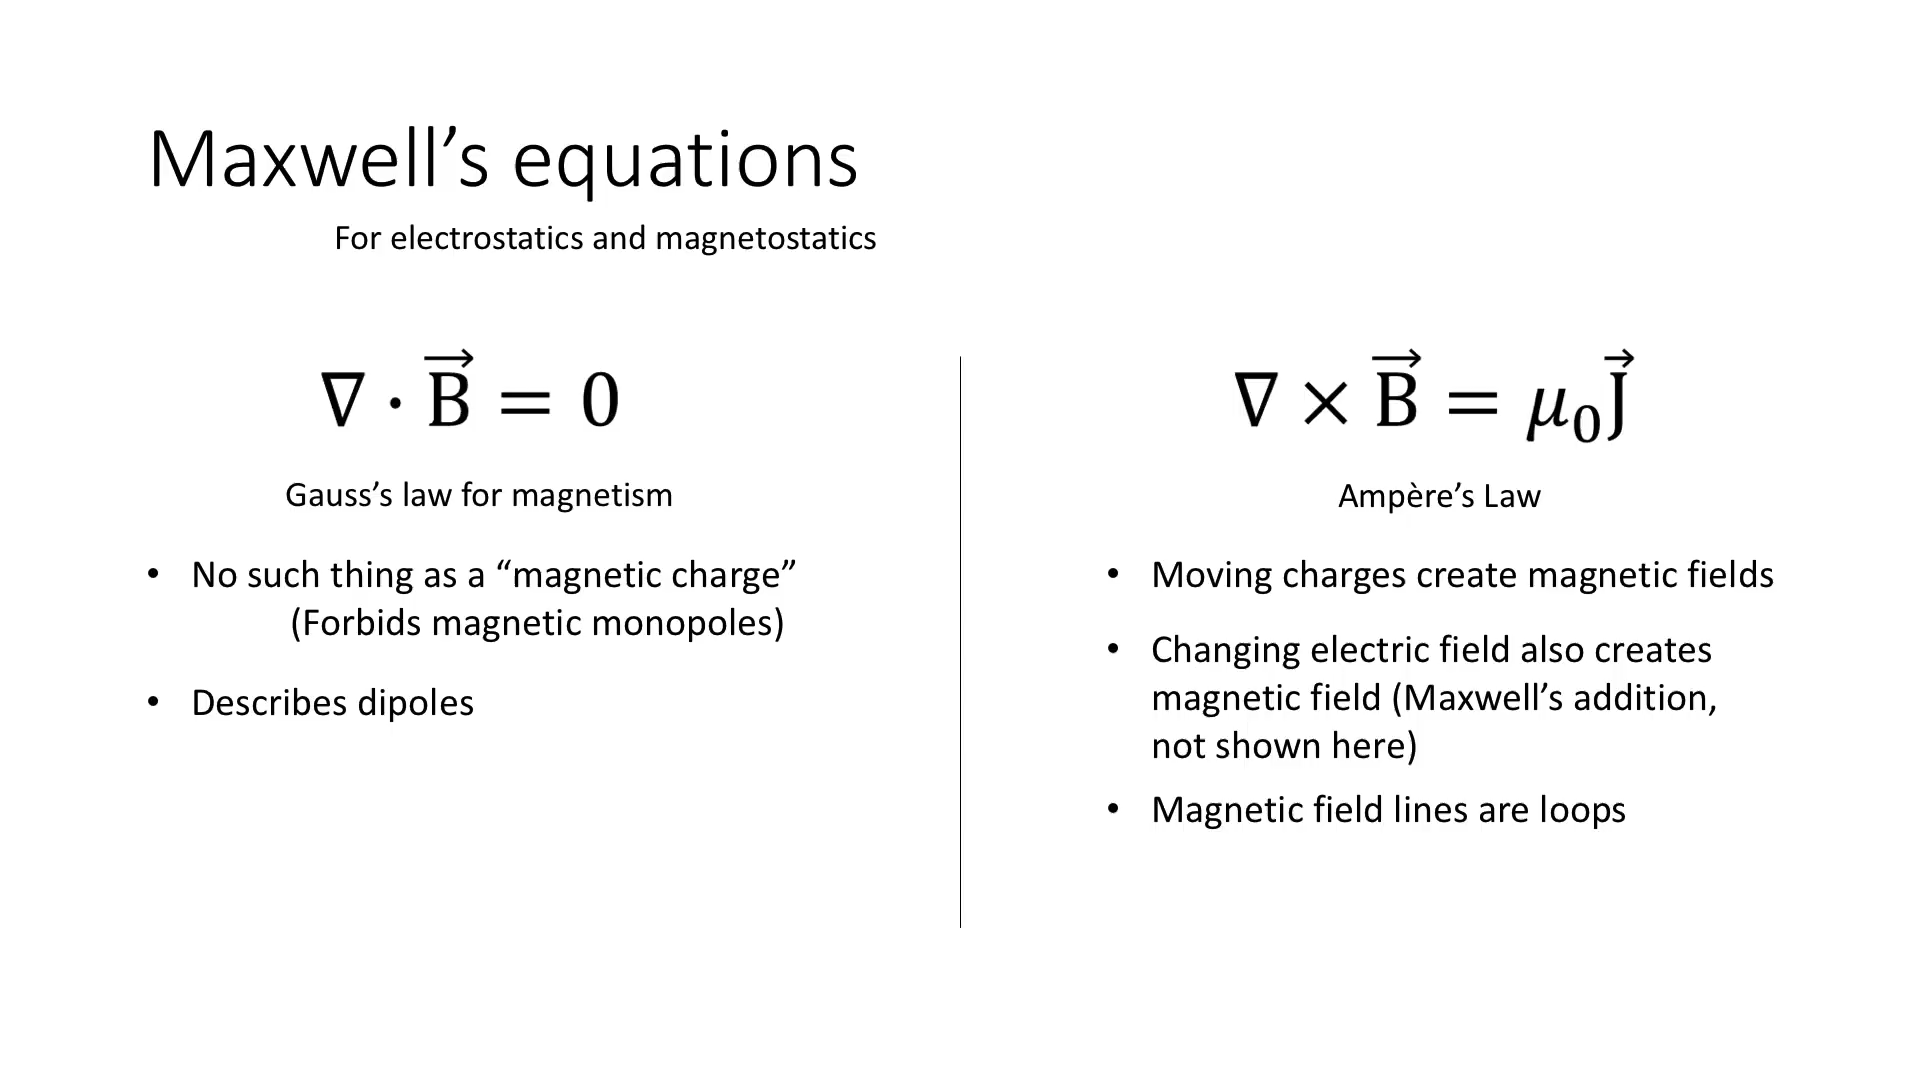 Maxwell’s equations
For electrostatics and magnetostatics
∇ · B⃗ = 0
Gauss’s law for magnetism
• No such thing as a “magnetic charge”
(Forbids magnetic monopoles)
• Describes dipoles
∇ × B⃗ = μ₀J⃗
Ampère’s Law
• Moving charges create magnetic fields
• Changing electric field also creates
magnetic field (Maxwell’s addition,
not shown here)
• Magnetic field lines are loops